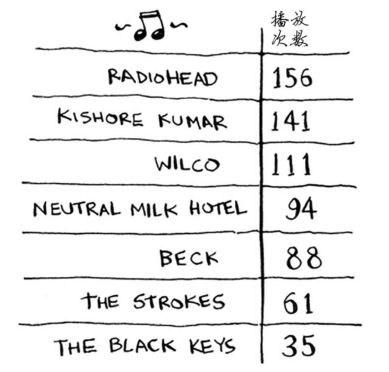 播放
次数
RADIOHEAD 156
KISHORE KUMAR 141
WILCO 111
NEUTRAL MILK HOTEL 94
BECK 88
THE STROKES 61
THE BLACK KEYS 35